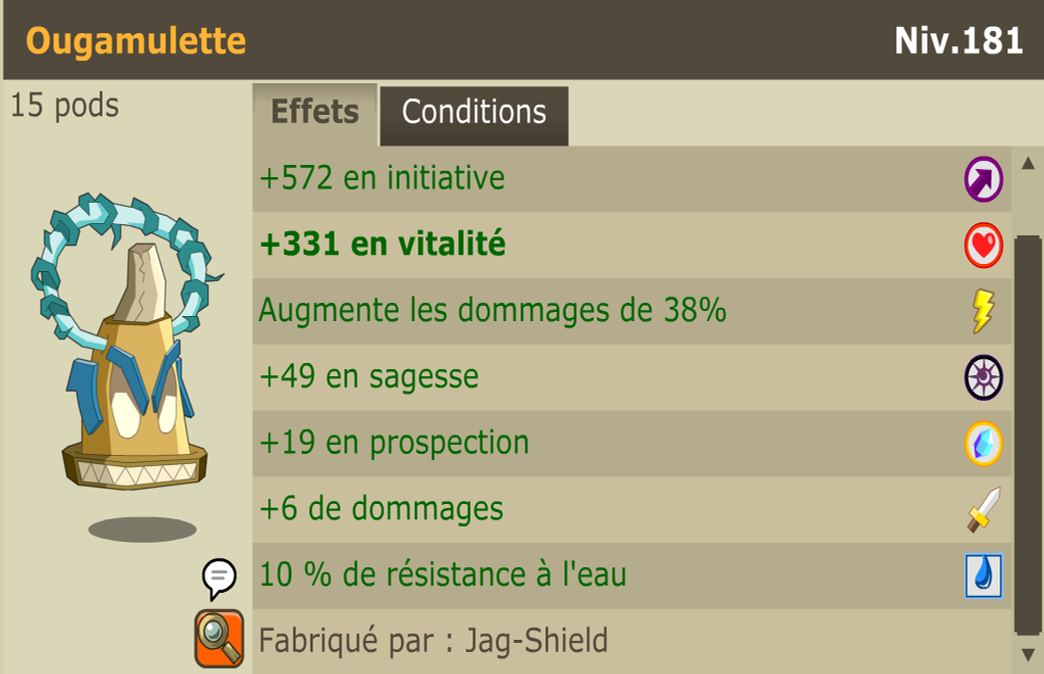 Ougamulette
Niv.181
15 pods
Effets
Conditions
+572 en initiative
+331 en vitalité
Augmente les dommages de 38%
+49 en sagesse
+19 en prospection
+6 de dommages
10 % de résistance à l'eau
Fabriqué par : Jag-Shield